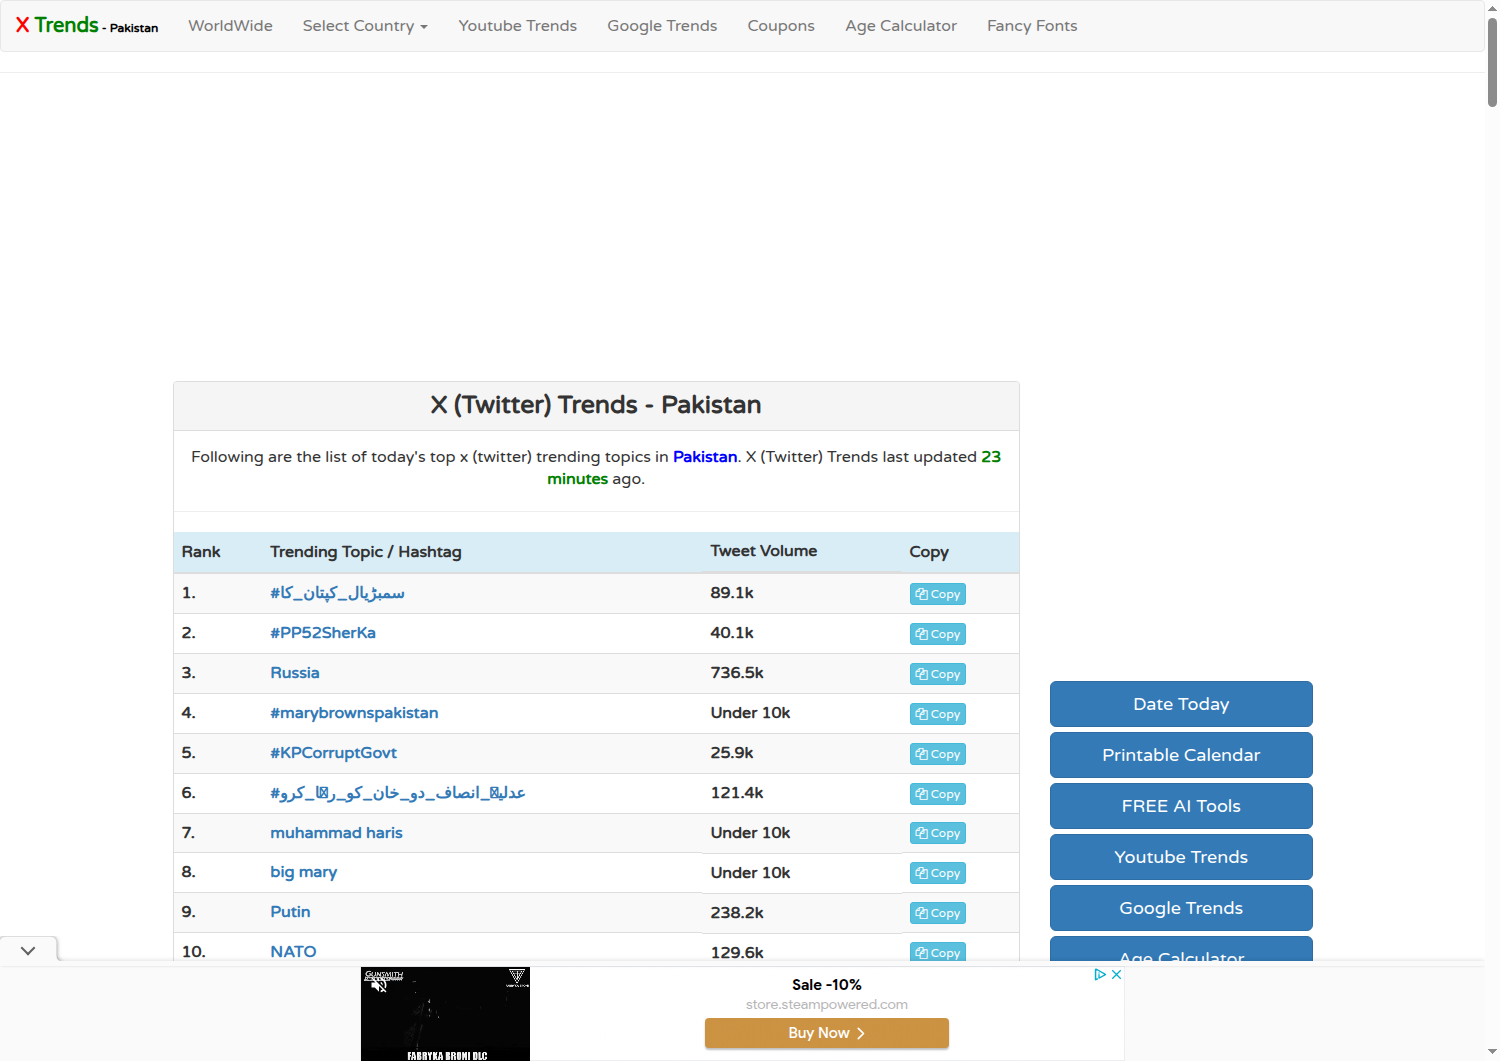 X Trends - Pakistan WorldWide Select Country Youtube Trends Google Trends Coupons Age Calculator Fancy Fonts
X (Twitter) Trends - Pakistan
Following are the list of today's top x (twitter) trending topics in Pakistan. X (Twitter) Trends last updated 23
minutes ago.
Rank Trending Topic / Hashtag Tweet Volume Copy
1. #سمبڑیال_کپتان_کا 89.1k Copy
2. #PP52SherKa 40.1k Copy
3. Russia 736.5k Copy
4. #marybrownspakistan Under 10k Copy
5. #KPCorruptGovt 25.9k Copy
6. #عدلیہ_انصاف_دو_خان_کو_رہا_کرو 121.4k Copy
7. muhammad haris Under 10k Copy
8. big mary Under 10k Copy
9. Putin 238.2k Copy
10. NATO 129.6k Copy
Date Today
Printable Calendar
FREE AI Tools
Youtube Trends
Google Trends
Age Calculator
GUNSMITH
FABRYKA BRONI DLC
Sale -10%
store.steampowered.com
Buy Now